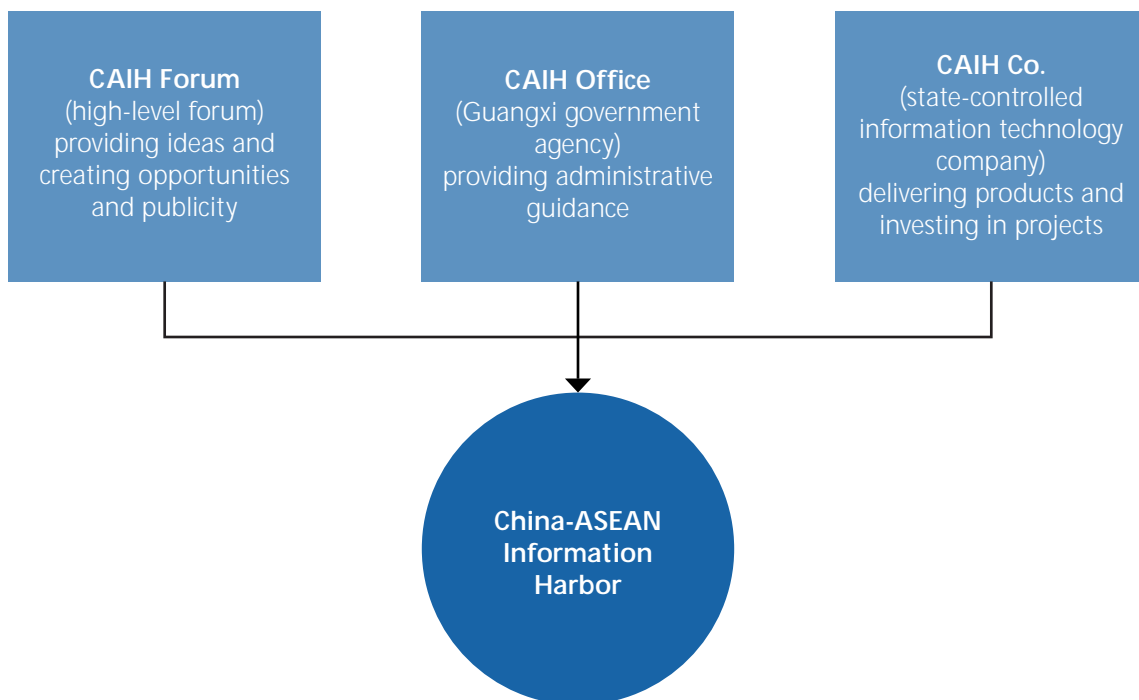 CAIH Forum
(high-level forum)
providing ideas and
creating opportunities
and publicity
CAIH Office
(Guangxi government
agency)
providing administrative
guidance
CAIH Co.
(state-controlled
information technology
company)
delivering products and
investing in projects
China-ASEAN
Information
Harbor